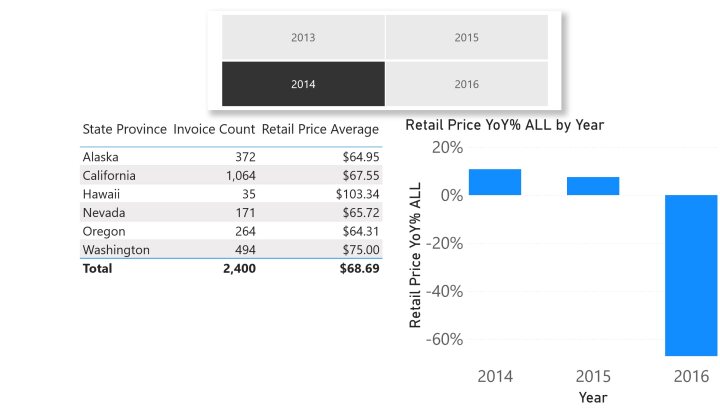 2013 2015
2014 2016
State Province Invoice Count Retail Price Average
Alaska 372 $64.95
California 1,064 $67.55
Hawaii 35 $103.34
Nevada 171 $65.72
Oregon 264 $64.31
Washington 494 $75.00
Total 2,400 $68.69
Retail Price YoY% ALL by Year
Retail Price YoY% ALL
20%
0%
-20%
-40%
-60%
2014 2015 2016
Year